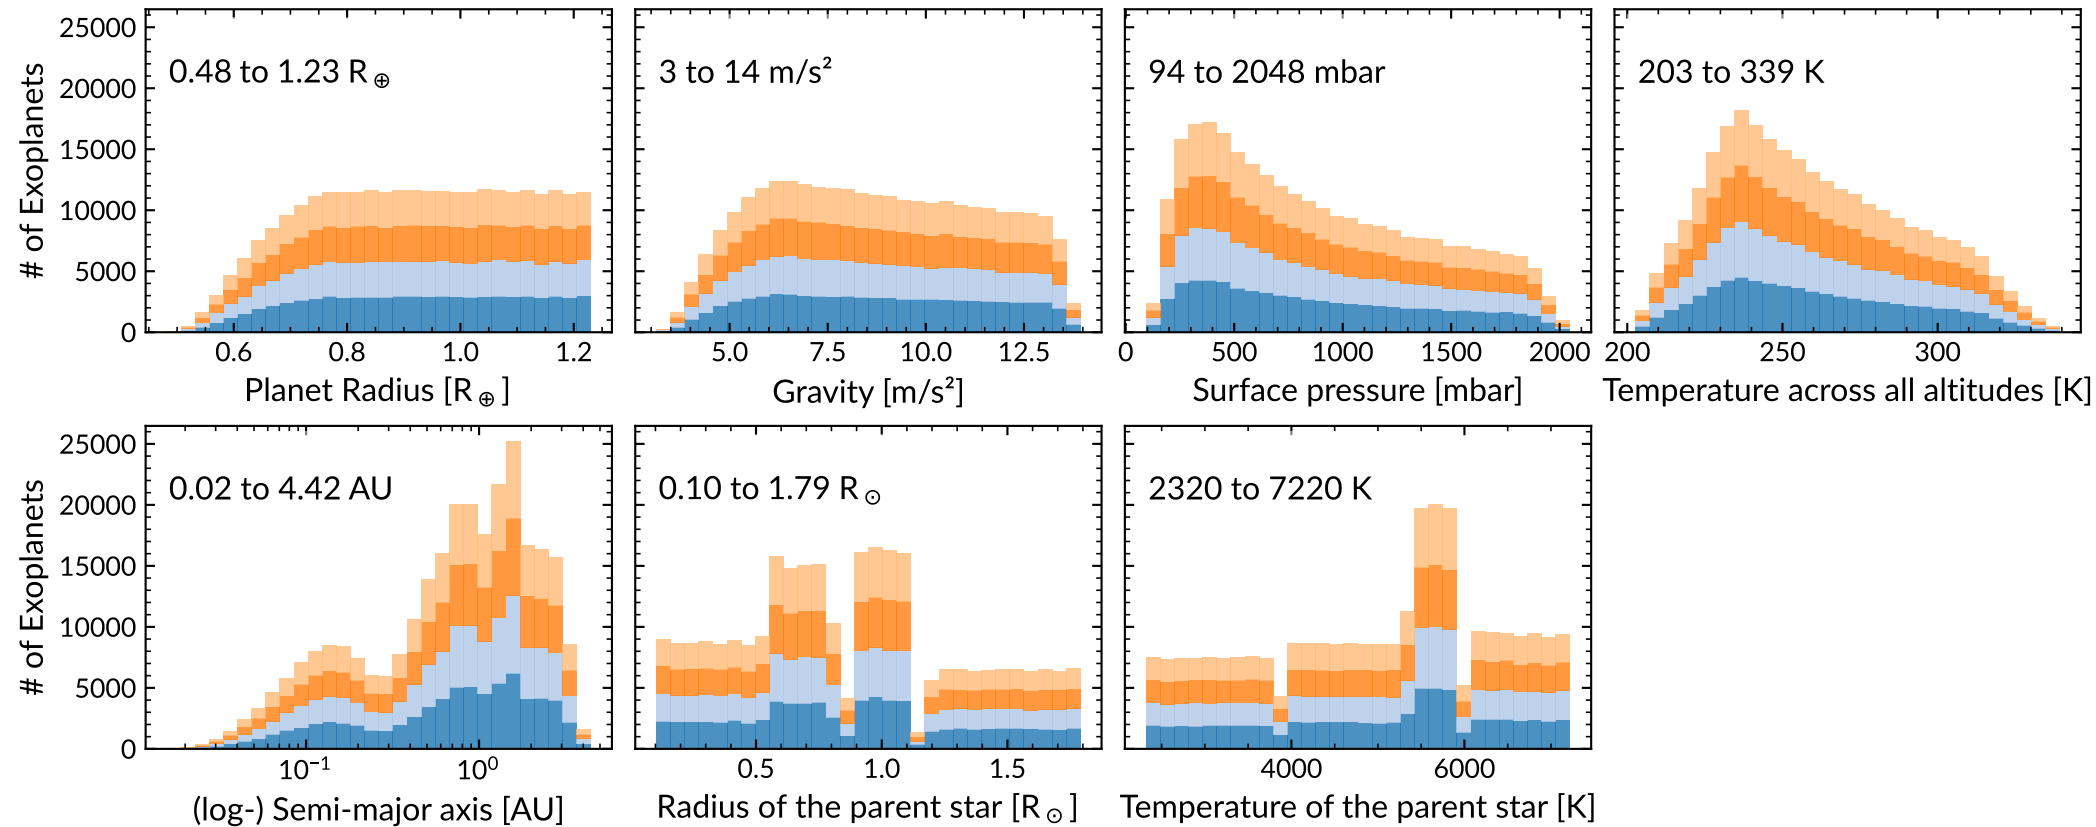 # of Exoplanets
25000
20000
15000
10000
5000
0
0.48 to 1.23 R⊕
0.6 0.8 1.0 1.2
Planet Radius [R⊕]
3 to 14 m/s²
5.0 7.5 10.0 12.5
Gravity [m/s²]
94 to 2048 mbar
0 500 1000 1500 2000
Surface pressure [mbar]
203 to 339 K
200 250 300
Temperature across all altitudes [K]
# of Exoplanets
25000
20000
15000
10000
5000
0
0.02 to 4.42 AU
10⁻¹ 10⁰
(log-) Semi-major axis [AU]
0.10 to 1.79 R⊙
0.5 1.0 1.5
Radius of the parent star [R⊙]
2320 to 7220 K
4000 6000
Temperature of the parent star [K]